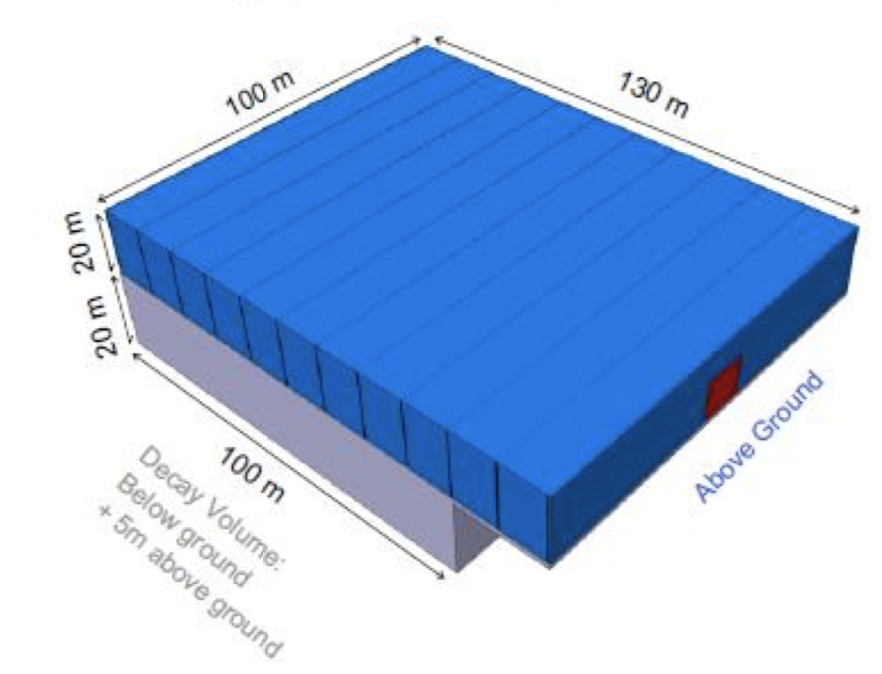 100 m
130 m
20 m
20 m
100 m
Decay Volume:
Below ground
+ 5m above ground
Above Ground